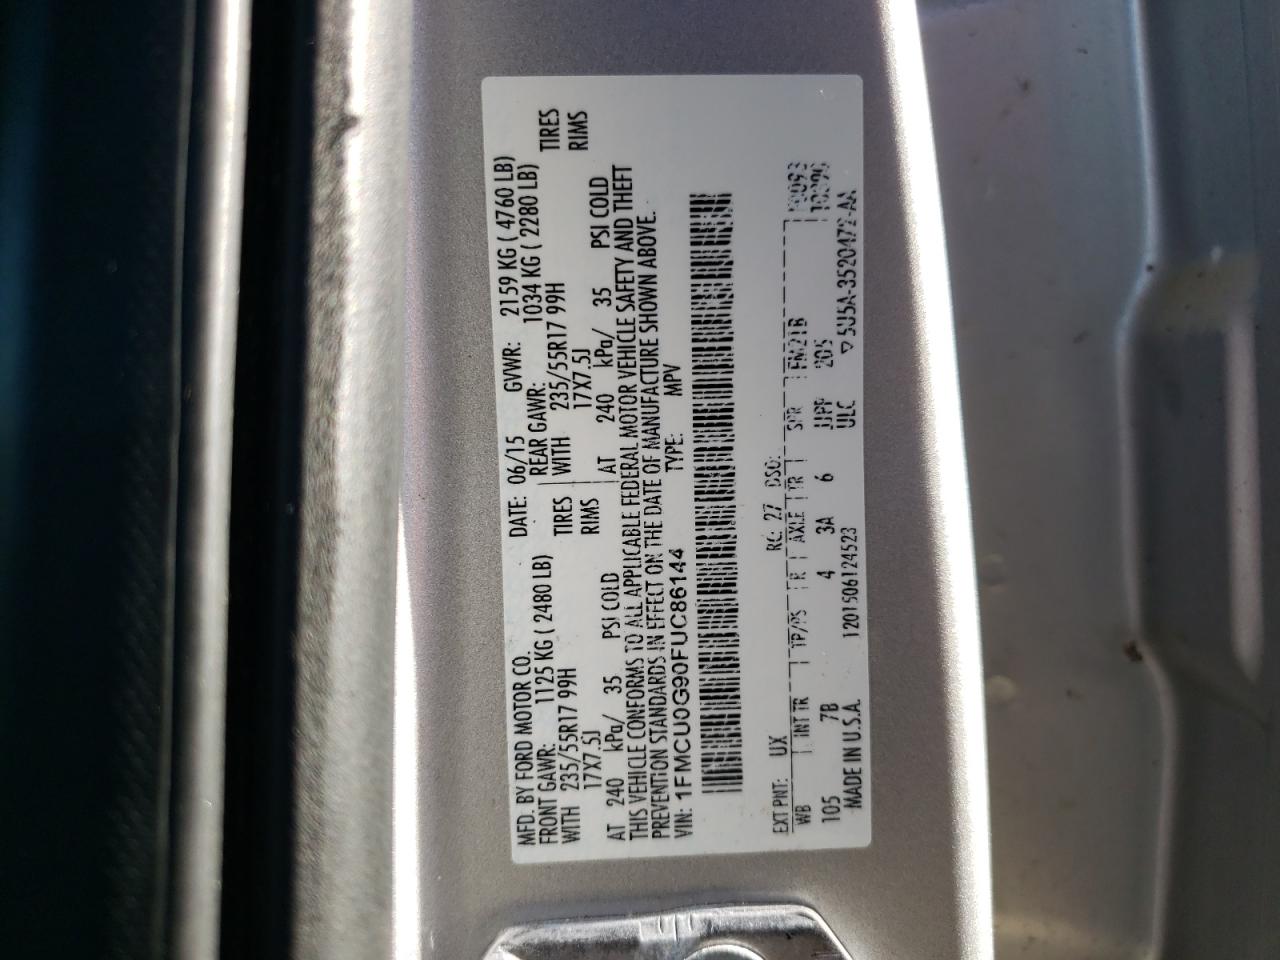 MFD. BY FORD MOTOR CO. DATE: 06/15 GVWR: 2159 KG ( 4760 LB)
FRONT GAWR: 1125 KG ( 2480 LB) REAR GAWR: 1034 KG ( 2280 LB)
WITH 235/55R17 99H TIRES WITH 235/55R17 99H TIRES
17X7.5J RIMS 17X7.5J RIMS
AT 240 kPa/ 35 PSI COLD AT 240 kPa/ 35 PSI COLD
THIS VEHICLE CONFORMS TO ALL APPLICABLE FEDERAL MOTOR VEHICLE SAFETY AND THEFT
PREVENTION STANDARDS IN EFFECT ON THE DATE OF MANUFACTURE SHOWN ABOVE.
VIN: 1FMCU0G90FUC86144 TYPE: MPV
EXT PNT: UX RC: 27 DSO:
WB INT TR TP/PS R AXLE TR SPR FM21B
105 7B 4 3A 6 JJPP 205
MADE IN U.S.A. 1201506124523 ULC 5U5A-3520472-AA